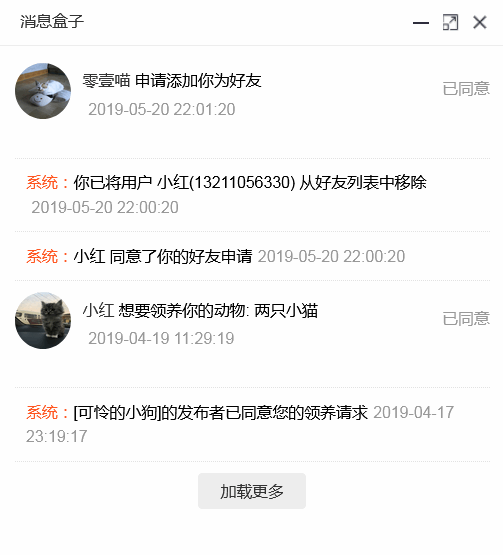 消息盒子
零壹喵 申请添加你为好友
已同意
2019-05-20 22:01:20
系统：你已将用户 小红(13211056330) 从好友列表中移除
2019-05-20 22:00:20
系统：小红 同意了你的好友申请 2019-05-20 22:00:20
小红 想要领养你的动物: 两只小猫
已同意
2019-04-19 11:29:19
系统：[可怜的小狗]的发布者已同意您的领养请求 2019-04-17
23:19:17
加载更多